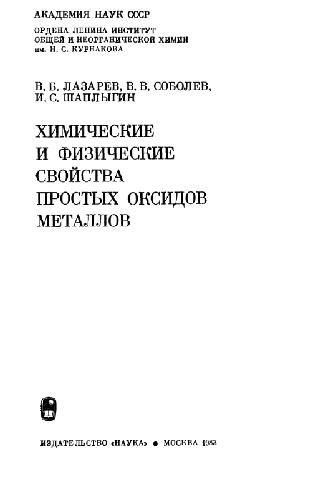 АКАДЕМИЯ НАУК СССР
ОРДЕНА ЛЕНИНА ИНСТИТУТ
ОБЩЕЙ И НЕОРГАНИЧЕСКОЙ ХИМИИ
им. Н. С. КУРНАКОВА
В. Б. ЛАЗАРЕВ, В. В. СОБОЛЕВ,
И. С. ШАПЛЫГИН
ХИМИЧЕСКИЕ
И ФИЗИЧЕСКИЕ
СВОЙСТВА
ПРОСТЫХ ОКСИДОВ
МЕТАЛЛОВ
ИЗДАТЕЛЬСТВО «НАУКА» • МОСКВА 1983